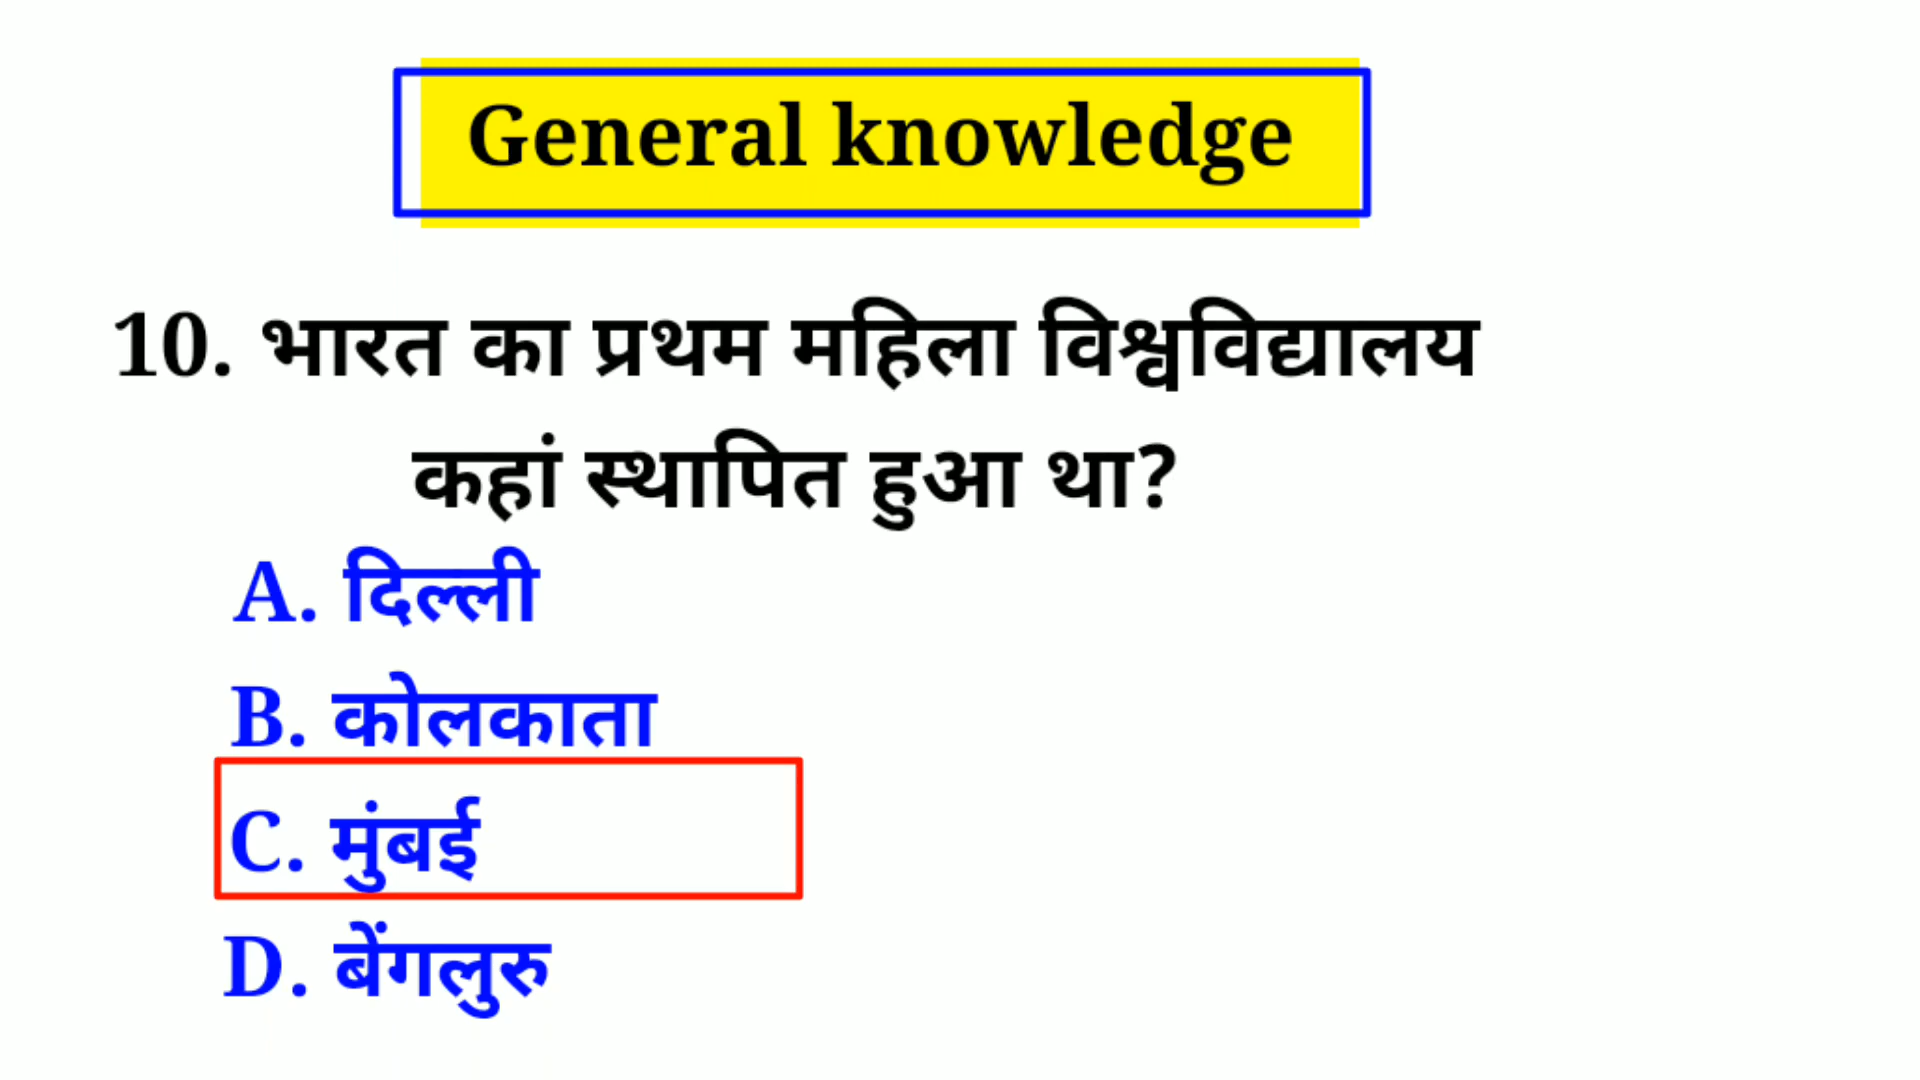 General knowledge
10. भारत का प्रथम महिला विश्वविद्यालय
कहां स्थापित हुआ था?
A. दिल्ली
B. कोलकाता
C. मुंबई
D. बेंगलुरु